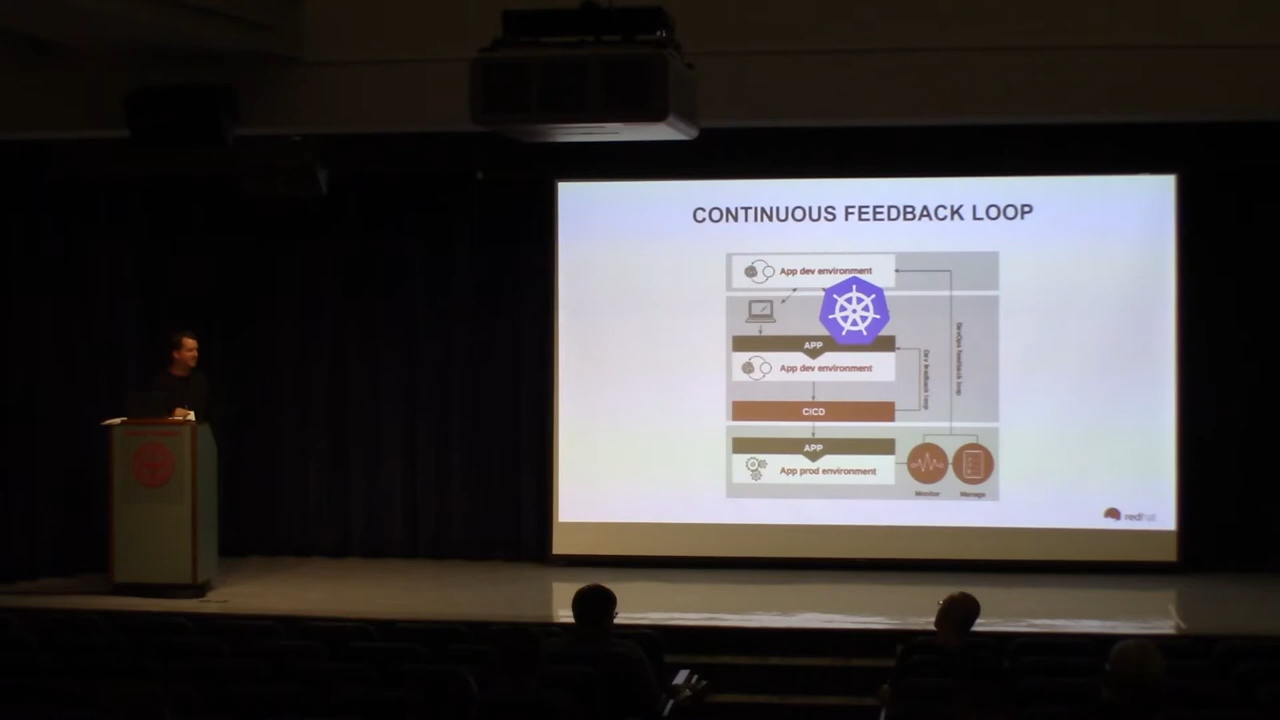 CONTINUOUS FEEDBACK LOOP
App dev environment
APP
App dev environment
CICD
APP
App prod environment
Dev feedback loop
DevOps feedback loop
Monitor
Manage
redhat